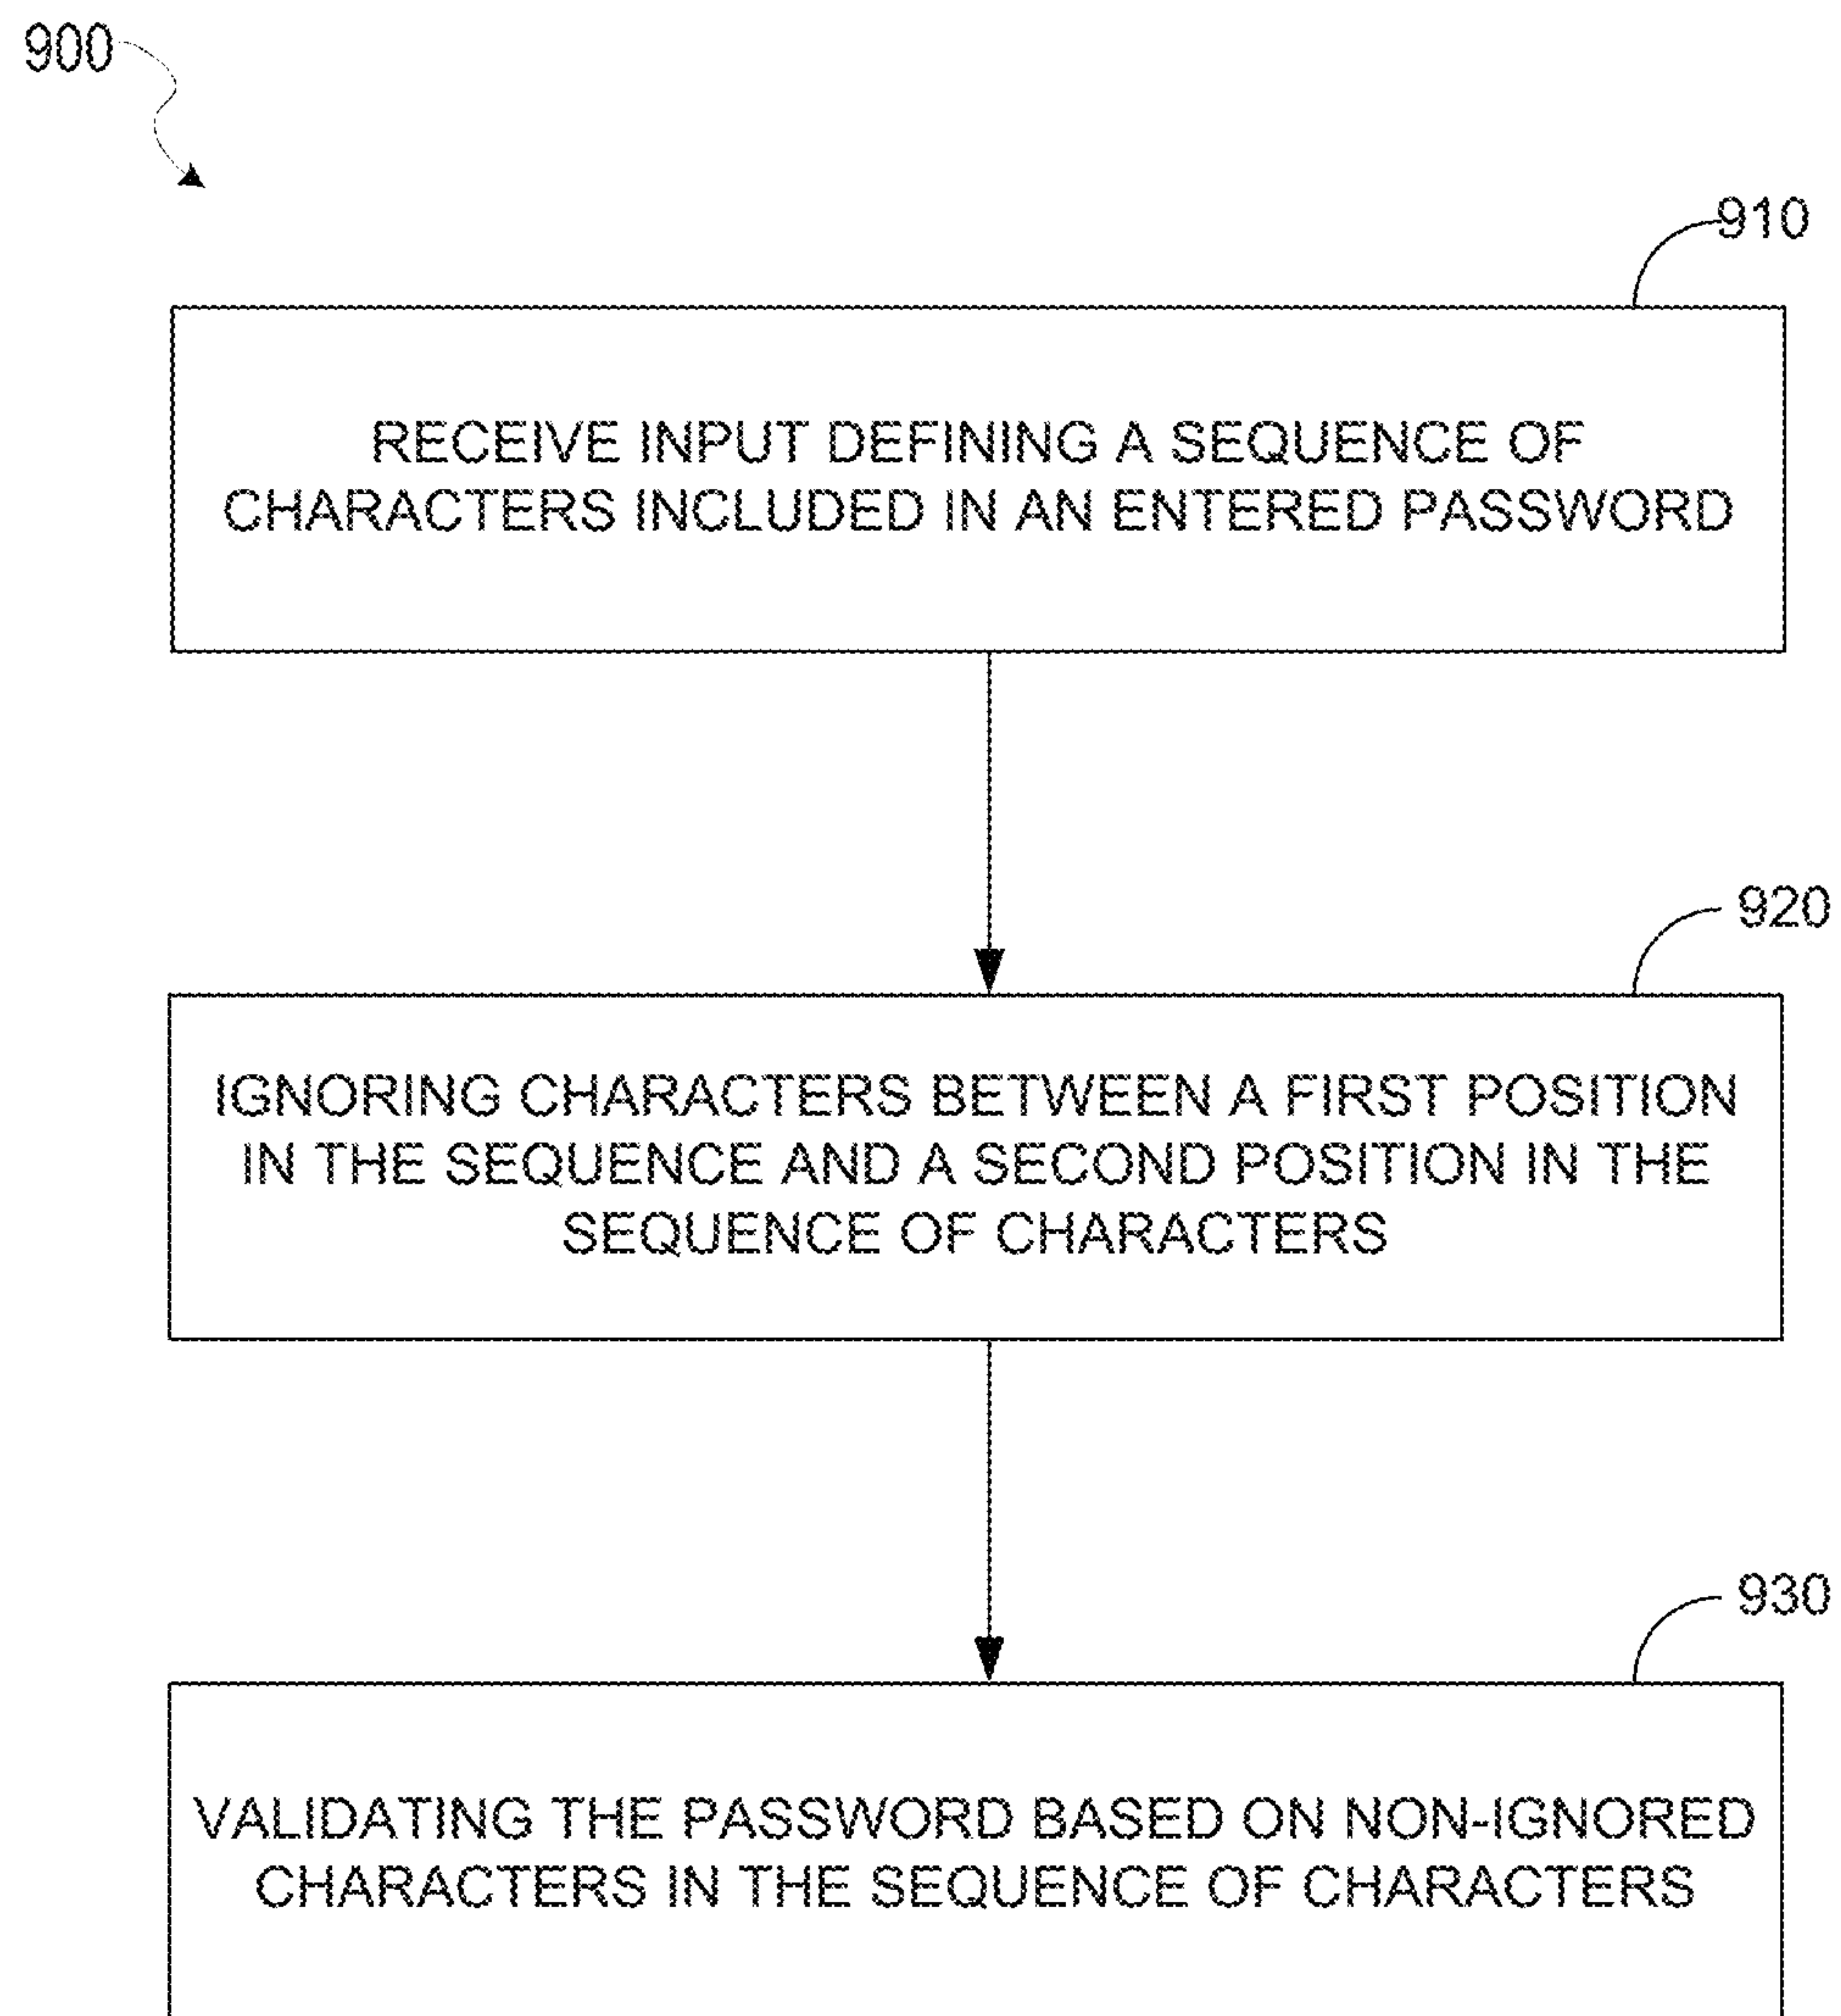 900
910
RECEIVE INPUT DEFINING A SEQUENCE OF
CHARACTERS INCLUDED IN AN ENTERED PASSWORD
920
IGNORING CHARACTERS BETWEEN A FIRST POSITION
IN THE SEQUENCE AND A SECOND POSITION IN THE
SEQUENCE OF CHARACTERS
930
VALIDATING THE PASSWORD BASED ON NON-IGNORED
CHARACTERS IN THE SEQUENCE OF CHARACTERS